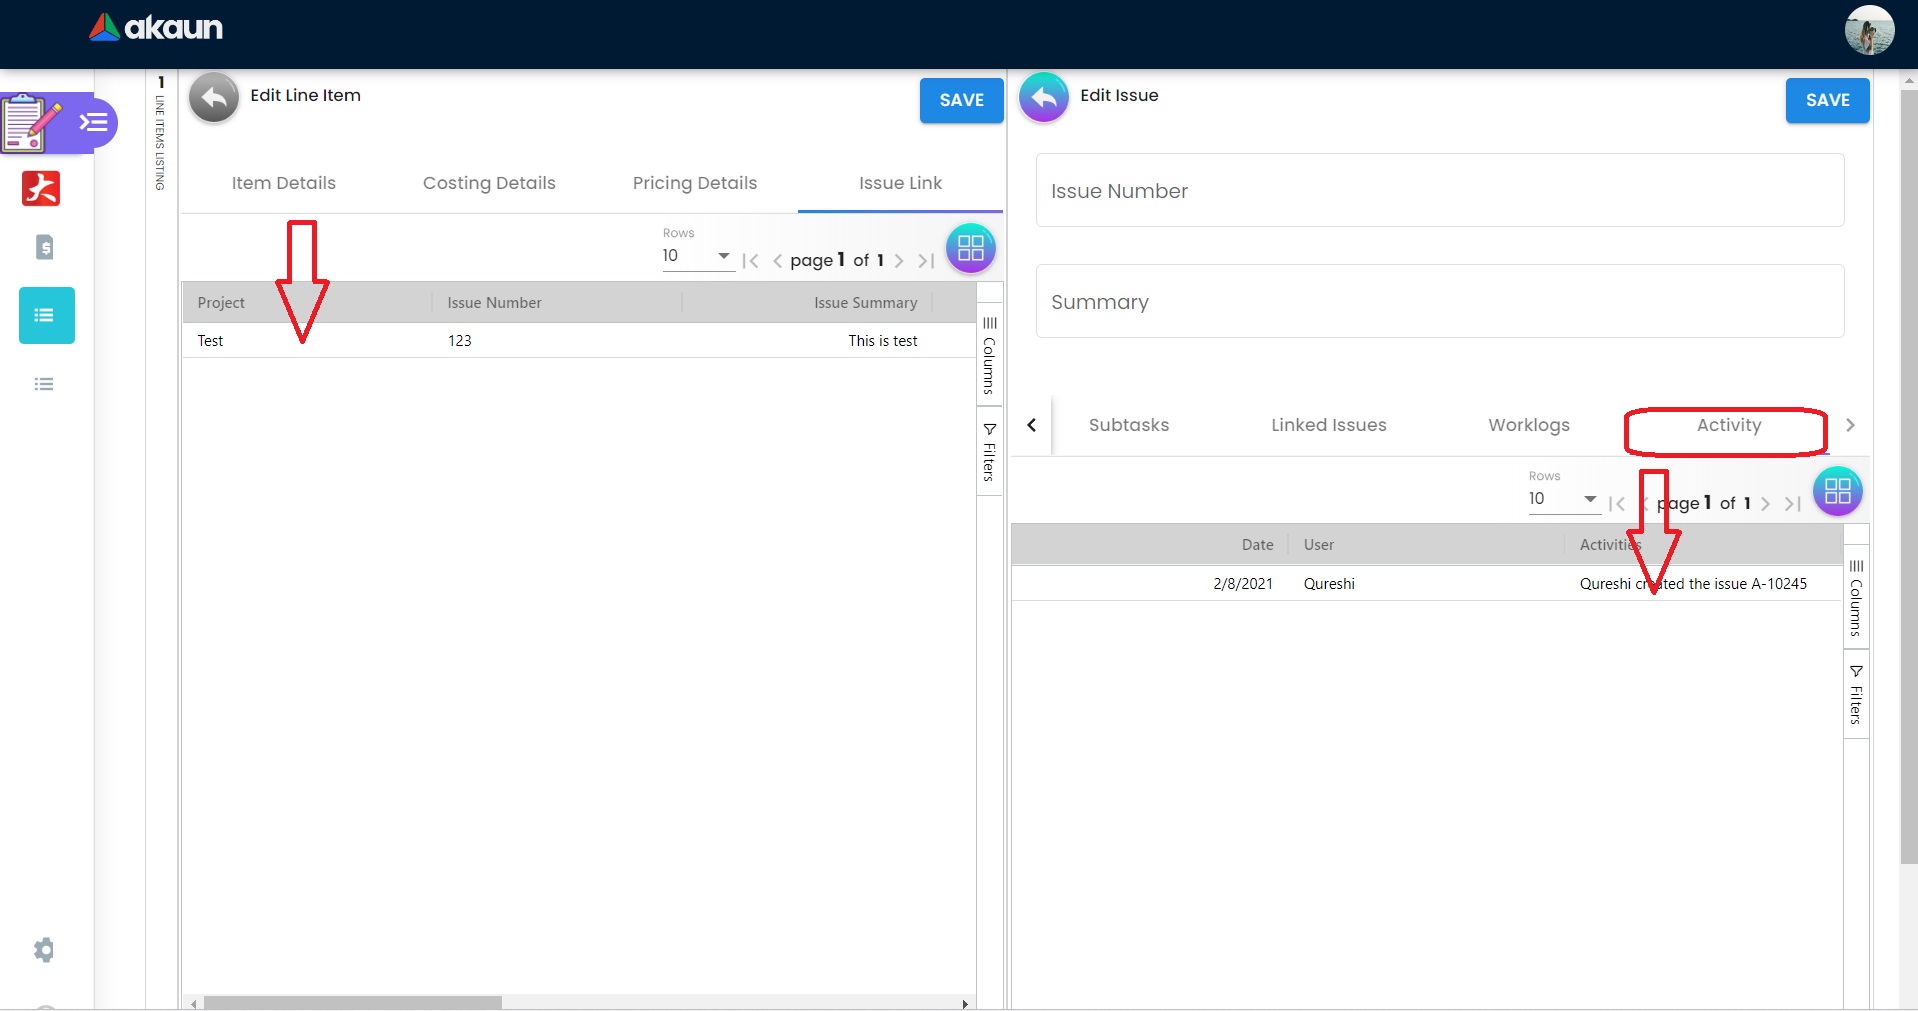 akaun
1
LINE ITEMS LISTING
Edit Line Item
SAVE
Item Details
Costing Details
Pricing Details
Issue Link
Rows
10
page 1 of 1
Project
Issue Number
Issue Summary
Test
123
This is test
Columns
Filters
Edit Issue
SAVE
Issue Number
Summary
Subtasks
Linked Issues
Worklogs
Activity
Rows
10
page 1 of 1
Date
User
Activities
2/8/2021
Qureshi
Qureshi created the issue A-10245
Columns
Filters